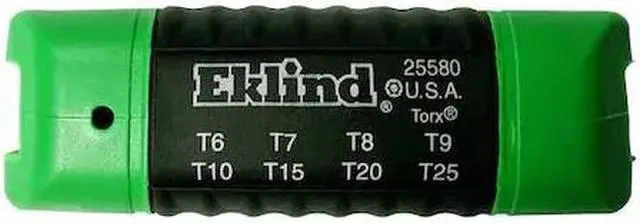 Eklind® 25580
U.S.A.
Torx®
T6 T7 T8 T9
T10 T15 T20 T25